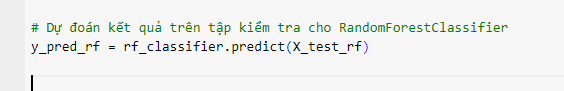 # Dự đoán kết quả trên tập kiểm tra cho RandomForestClassifier
y_pred_rf = rf_classifier.predict(X_test_rf)